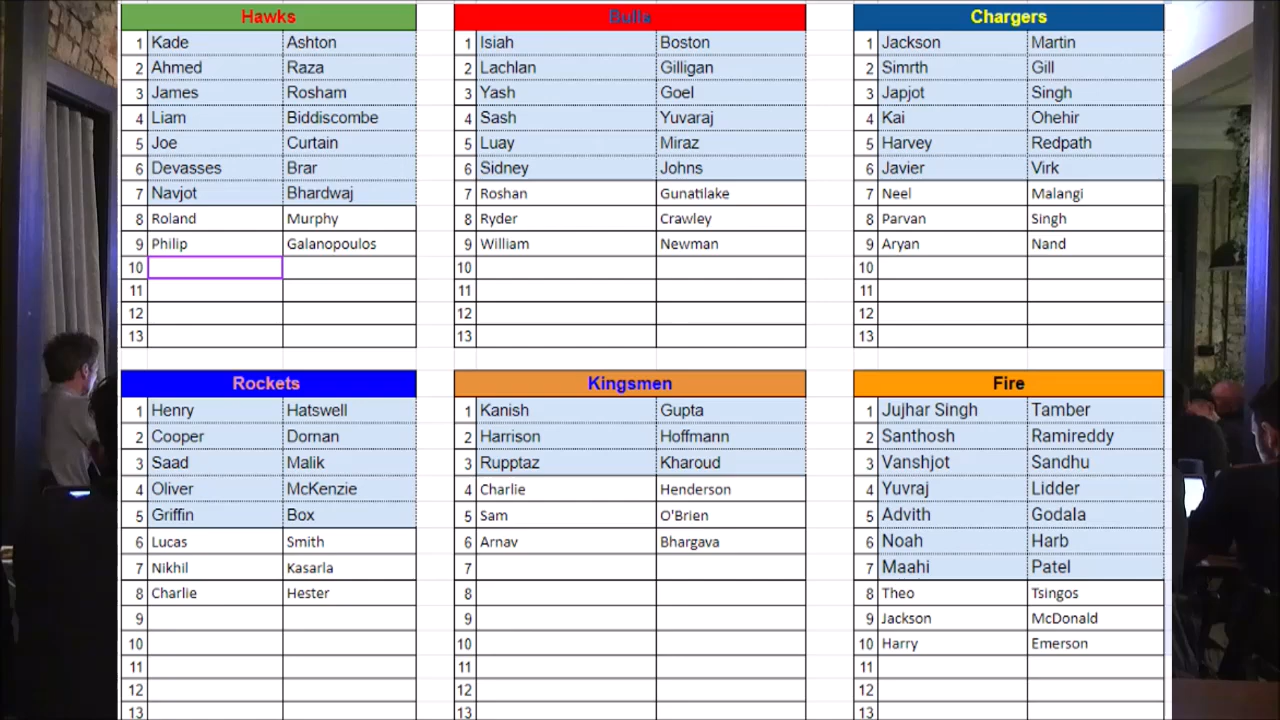 Hawks
1 Kade Ashton
2 Ahmed Raza
3 James Rosham
4 Liam Biddiscombe
5 Joe Curtain
6 Devasses Brar
7 Navjot Bhardwaj
8 Roland Murphy
9 Philip Galanopoulos
10
11
12
13
Bulls
1 Isiah Boston
2 Lachlan Gilligan
3 Yash Goel
4 Sash Yuvaraj
5 Luay Miraz
6 Sidney Johns
7 Roshan Gunatilake
8 Ryder Crawley
9 William Newman
10
11
12
13
Chargers
1 Jackson Martin
2 Simrth Gill
3 Japjot Singh
4 Kai Ohehir
5 Harvey Redpath
6 Javier Virk
7 Neel Malangi
8 Parvan Singh
9 Aryan Nand
10
11
12
13
Rockets
1 Henry Hatswell
2 Cooper Dornan
3 Saad Malik
4 Oliver McKenzie
5 Griffin Box
6 Lucas Smith
7 Nikhil Kasarla
8 Charlie Hester
9
10
11
12
13
Kingsmen
1 Kanish Gupta
2 Harrison Hoffmann
3 Rupptaz Kharoud
4 Charlie Henderson
5 Sam O'Brien
6 Arnav Bhargava
7
8
9
10
11
12
13
Fire
1 Jujhar Singh Tamber
2 Santhosh Ramireddy
3 Vanshjot Sandhu
4 Yuvraj Lidder
5 Advith Godala
6 Noah Harb
7 Maahi Patel
8 Theo Tsingos
9 Jackson McDonald
10 Harry Emerson
11
12
13